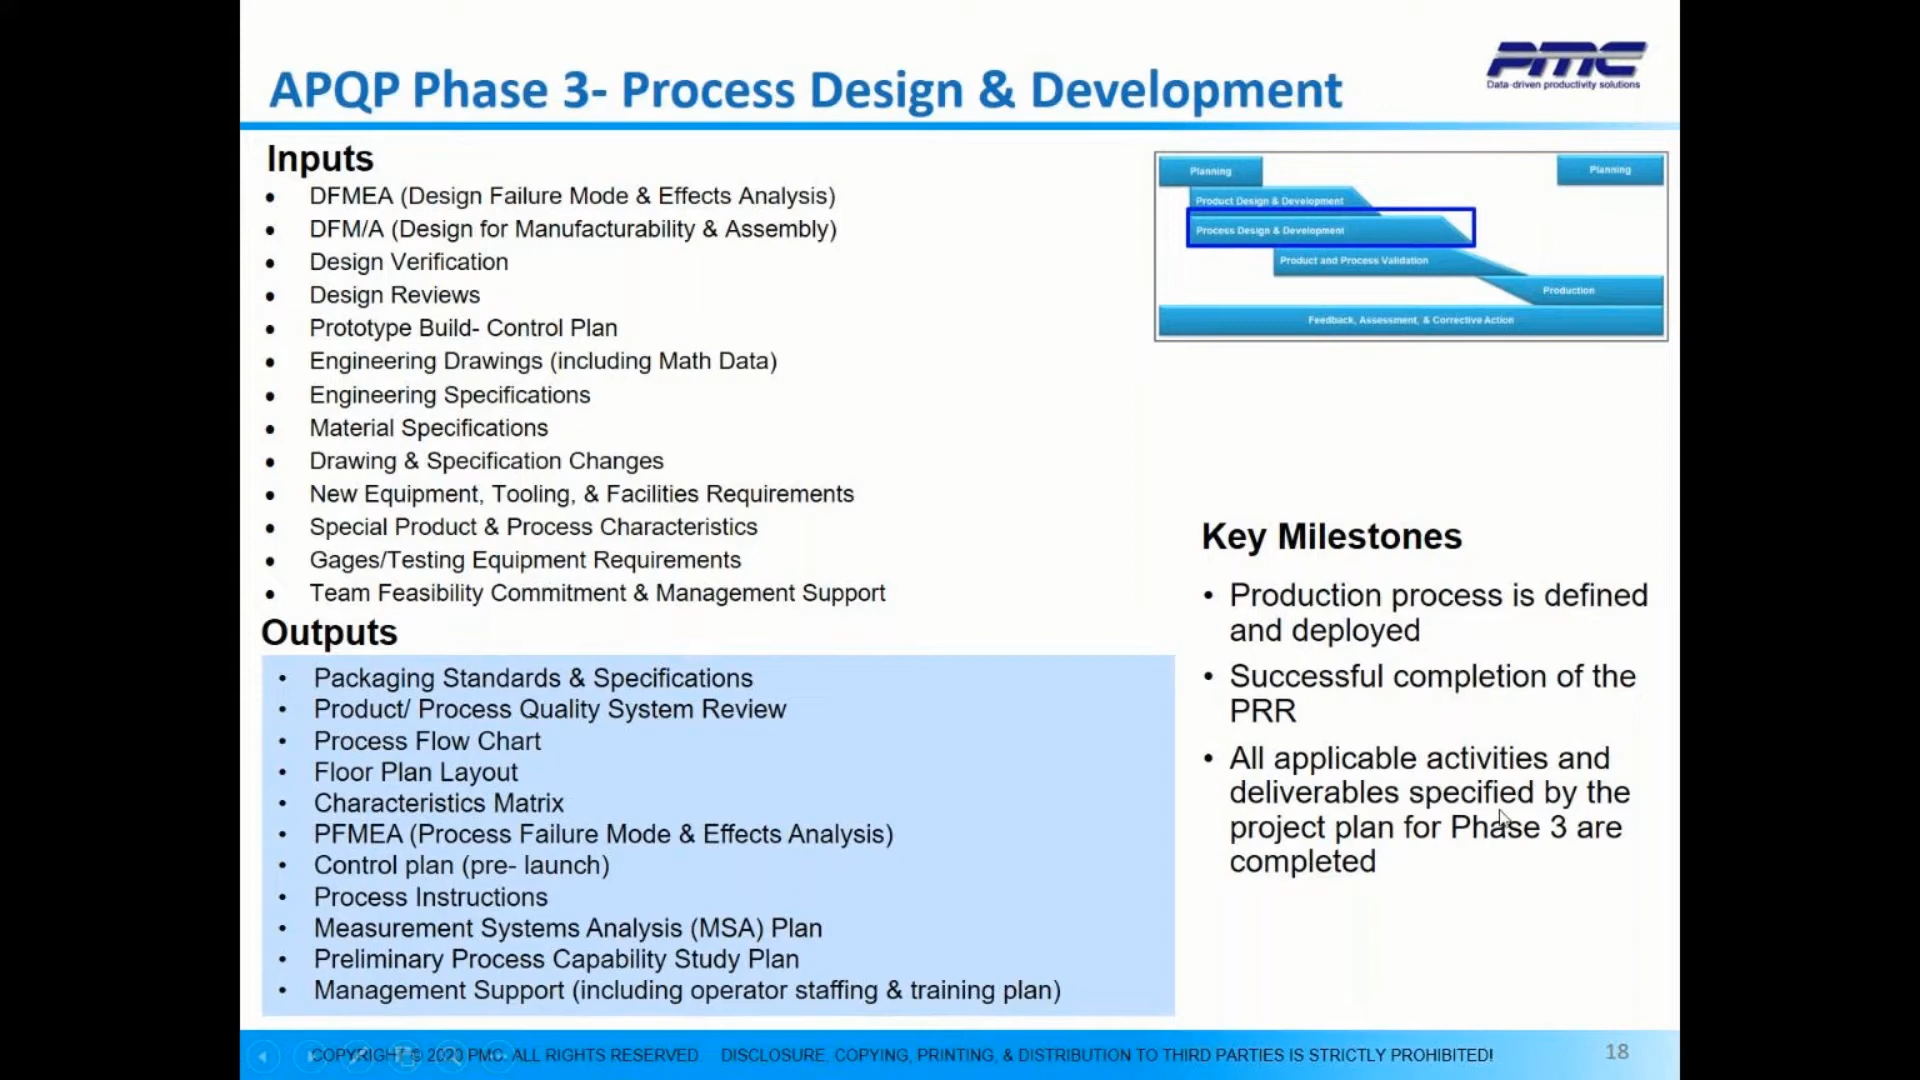 APQP Phase 3- Process Design & Development
PMC
Data-driven productivity solutions
Inputs
• DFMEA (Design Failure Mode & Effects Analysis)
• DFM/A (Design for Manufacturability & Assembly)
• Design Verification
• Design Reviews
• Prototype Build- Control Plan
• Engineering Drawings (including Math Data)
• Engineering Specifications
• Material Specifications
• Drawing & Specification Changes
• New Equipment, Tooling, & Facilities Requirements
• Special Product & Process Characteristics
• Gages/Testing Equipment Requirements
• Team Feasibility Commitment & Management Support
Outputs
• Packaging Standards & Specifications
• Product/ Process Quality System Review
• Process Flow Chart
• Floor Plan Layout
• Characteristics Matrix
• PFMEA (Process Failure Mode & Effects Analysis)
• Control plan (pre- launch)
• Process Instructions
• Measurement Systems Analysis (MSA) Plan
• Preliminary Process Capability Study Plan
• Management Support (including operator staffing & training plan)
Planning
Planning
Product Design & Development
Process Design & Development
Product and Process Validation
Production
Feedback, Assessment, & Corrective Action
Key Milestones
• Production process is defined
and deployed
• Successful completion of the
PRR
• All applicable activities and
deliverables specified by the
project plan for Phase 3 are
completed
COPYRIGHT © 2020 PMC. ALL RIGHTS RESERVED. DISCLOSURE, COPYING, PRINTING, & DISTRIBUTION TO THIRD PARTIES IS STRICTLY PROHIBITED!
18